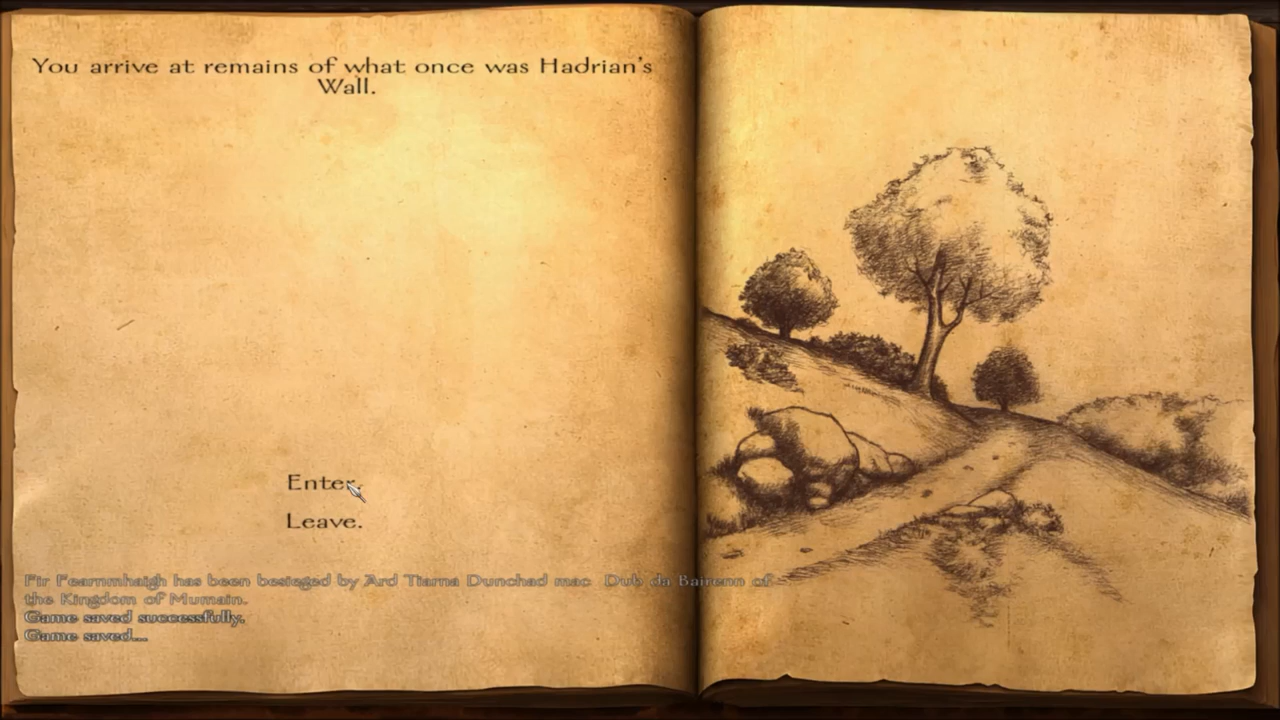 You arrive at remains of what once was Hadrian's
Wall.
Enter.
Leave.
Fir Fearnmhaigh has been besieged by Ard Tiarna Dunchad mac Dub da Bairenn of
the Kingdom of Mumain.
Game saved successfully.
Game saved...